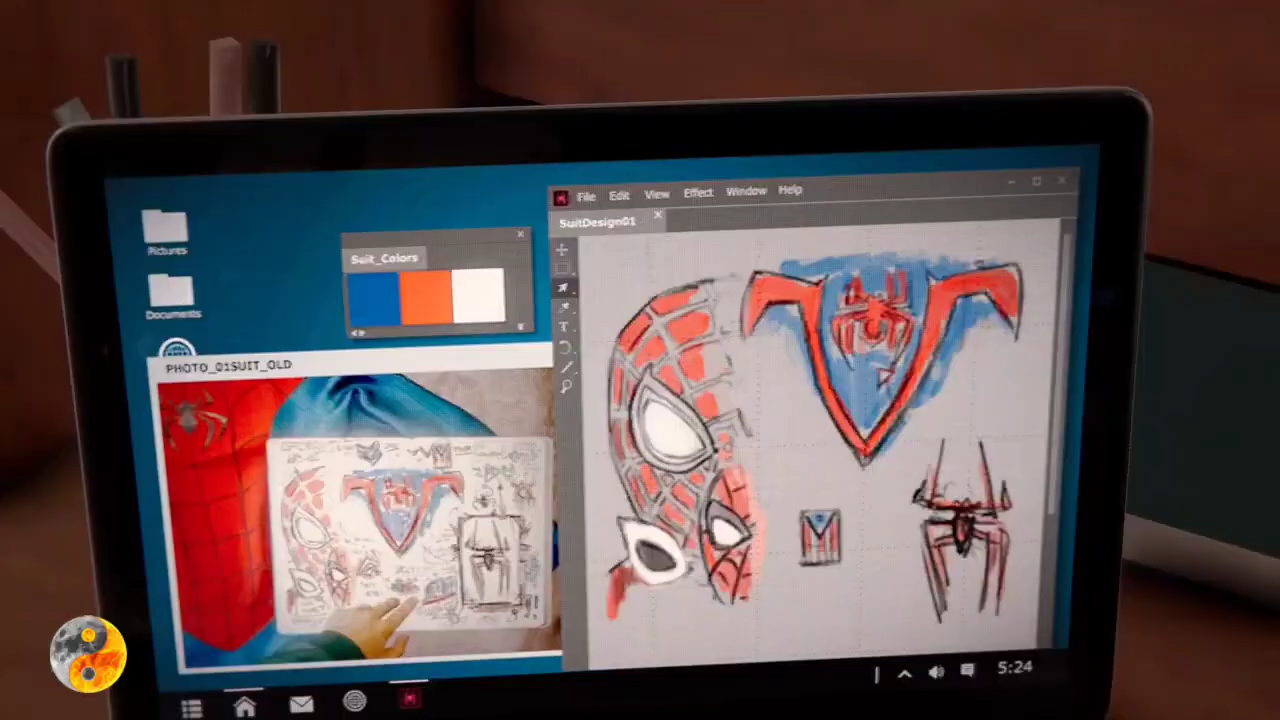 Pictures
Documents
Suit_Colors
PHOTO_01SUIT_OLD
File Edit View Effect Window Help
SuitDesign01
T
5:24